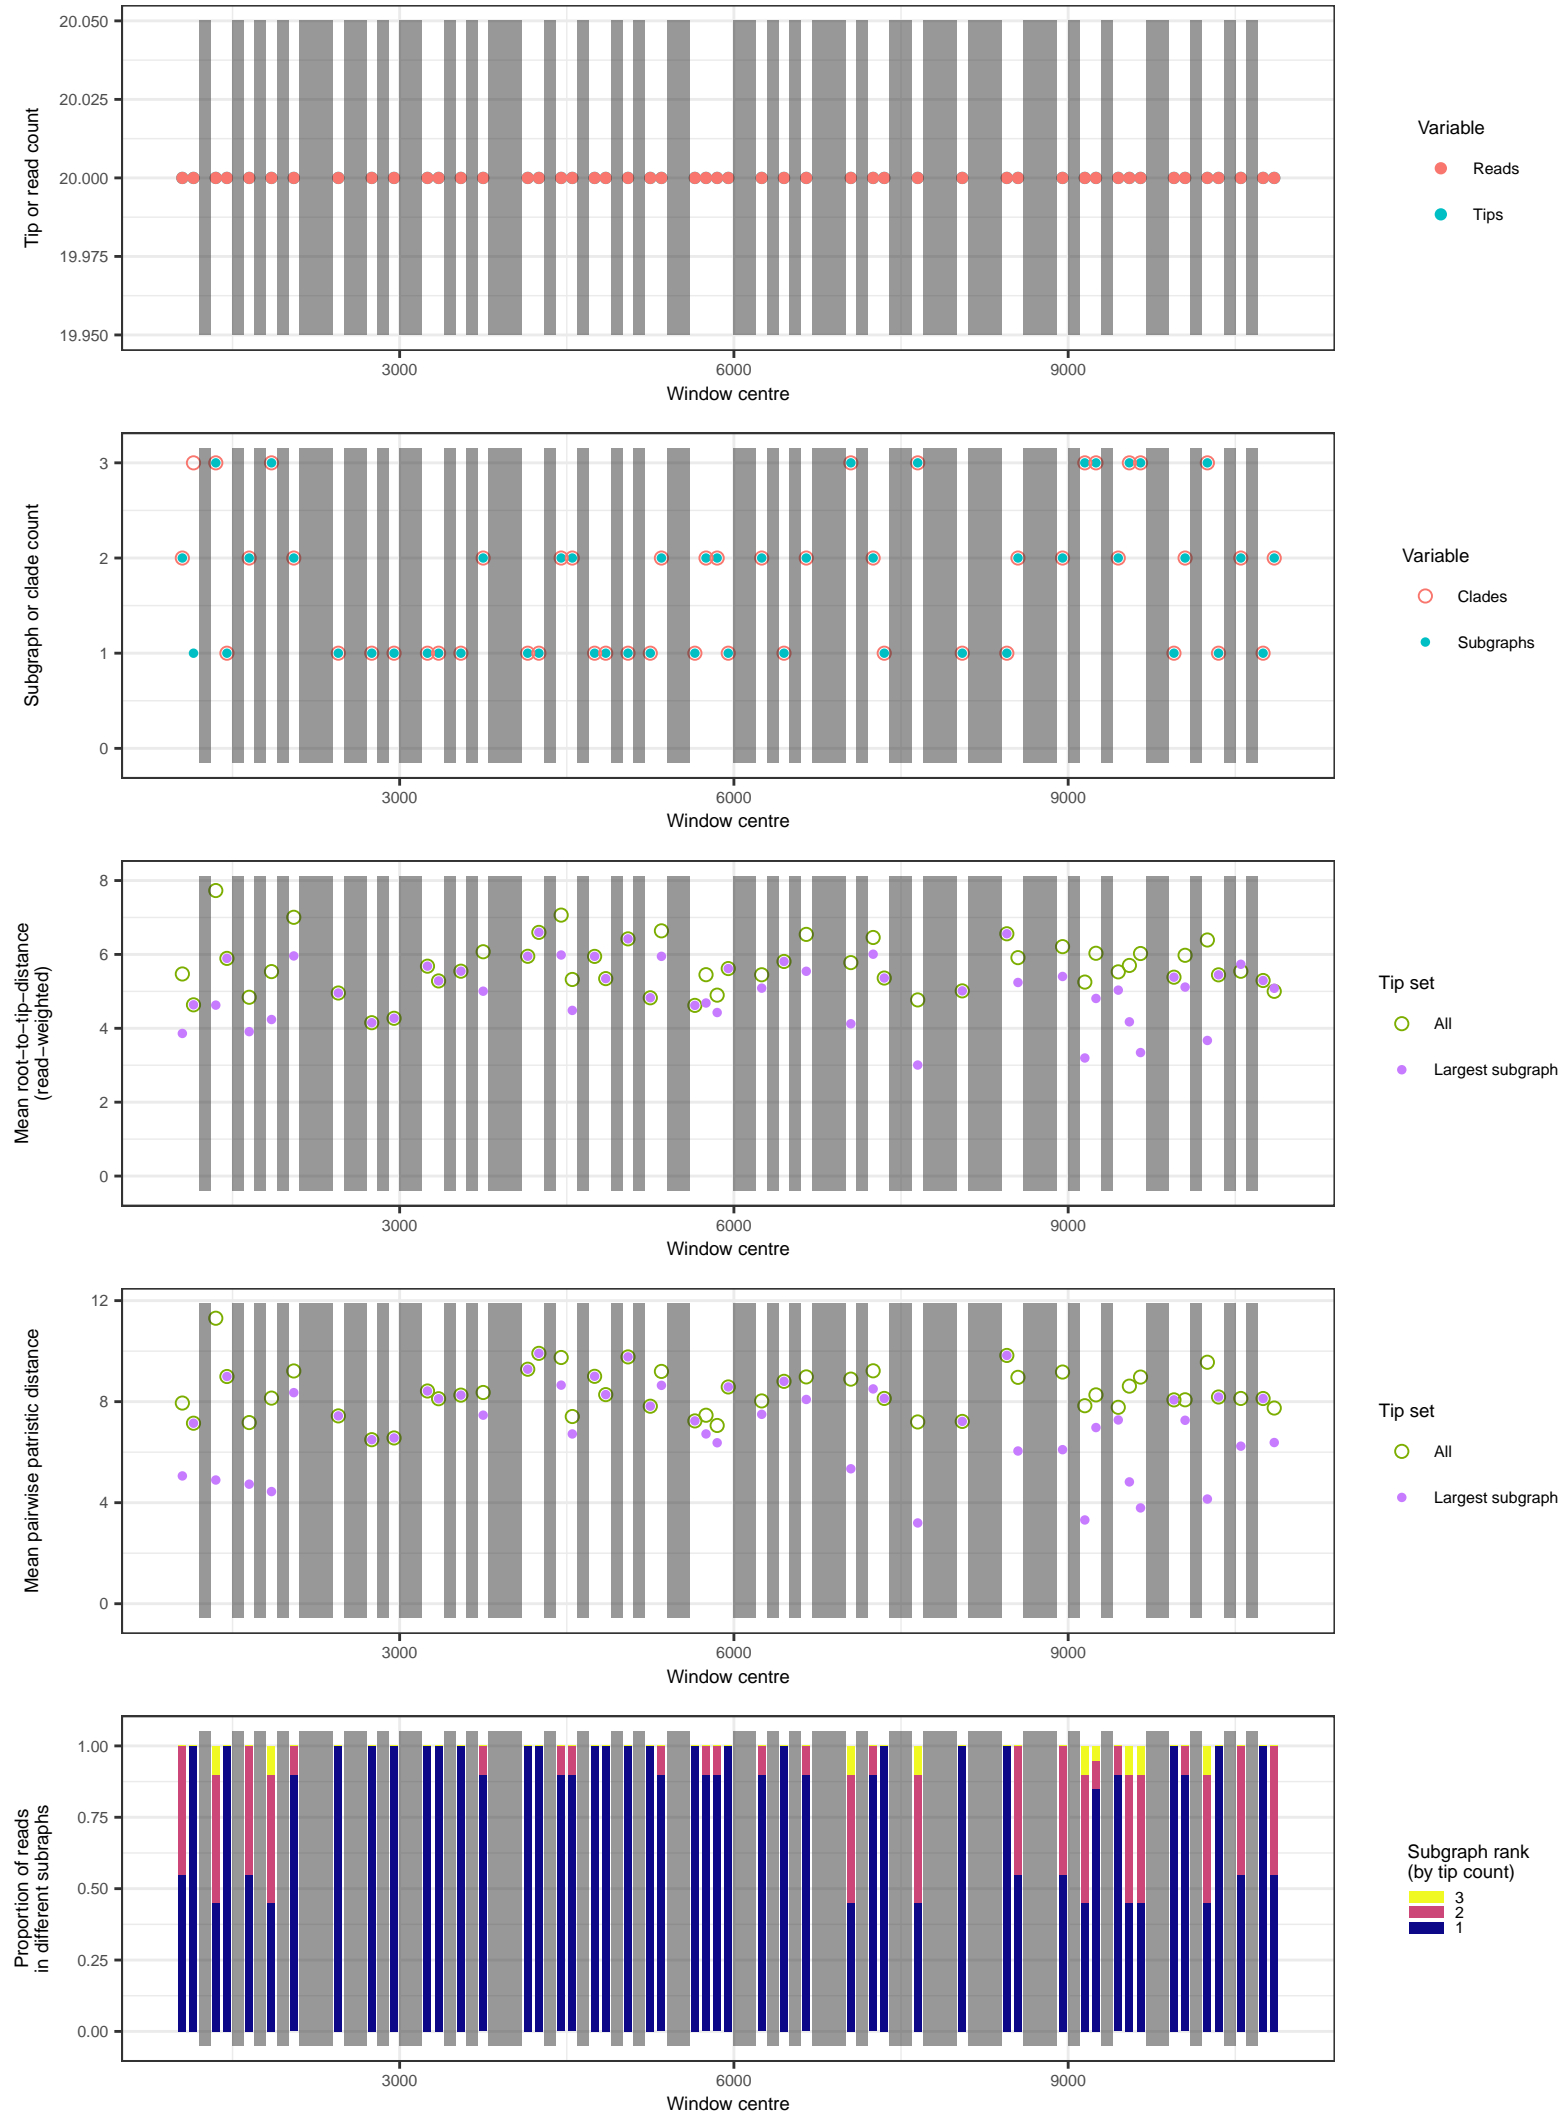 20.050
20.025
20.000
19.975
19.950
Tip or read count
3000
6000
9000
Window centre
Variable
Reads
Tips
3
2
1
0
Subgraph or clade count
3000
6000
9000
Window centre
Variable
Clades
Subgraphs
8
6
4
2
0
Mean root−to−tip−distance
(read−weighted)
3000
6000
9000
Window centre
Tip set
All
Largest subgraph
12
8
4
0
Mean pairwise patristic distance
3000
6000
9000
Window centre
Tip set
All
Largest subgraph
1.00
0.75
0.50
0.25
0.00
Proportion of reads
in different subraphs
3000
6000
9000
Window centre
Subgraph rank
(by tip count)
3
2
1